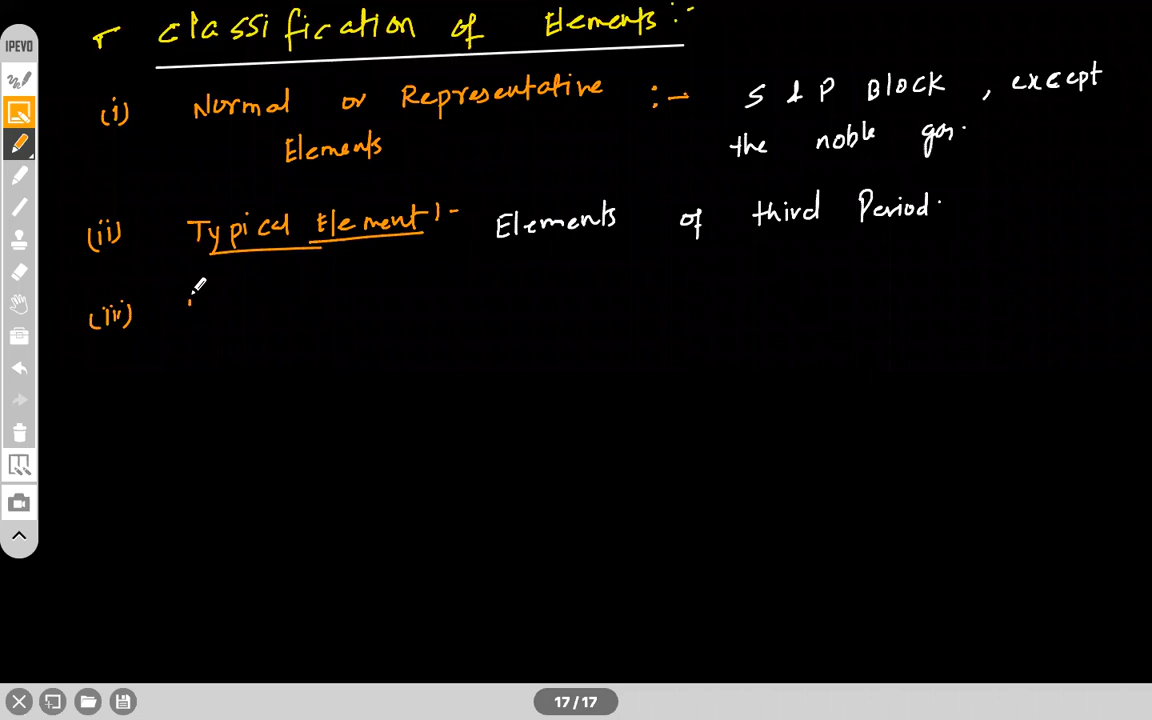 IPEVO
classification of Elements :-
(i) Normal or Representative :- S & P Block, except
Elements the noble gas.
(ii) Typical Element :- Elements of third Period.
(iii)
17/17